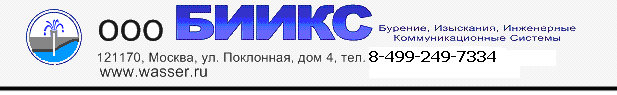 ООО БИИКС Бурение, Изыскания, Инженерные
Коммуникационные Системы
121170, Москва, ул. Поклонная, дом 4, тел. 8-499-249-7334
www.wasser.ru